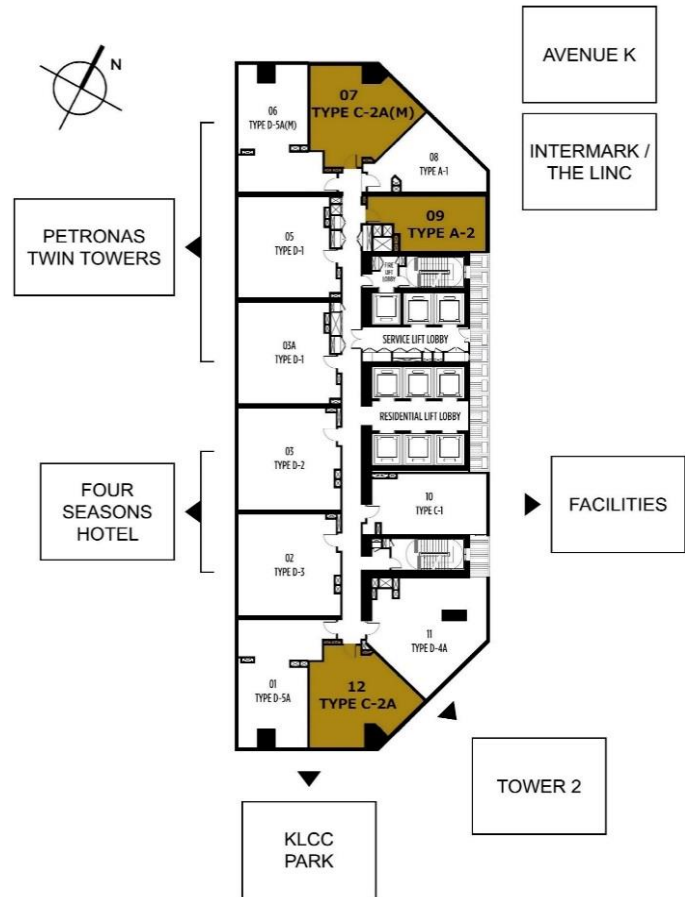 N
AVENUE K
INTERMARK /
THE LINC
PETRONAS
TWIN TOWERS
FOUR
SEASONS
HOTEL
FACILITIES
TOWER 2
KLCC
PARK
06
TYPE D-5A(M)
07
TYPE C-2A(M)
08
TYPE A-1
09
TYPE A-2
05
TYPE D-1
FIRE
LIFT
LOBBY
SERVICE LIFT LOBBY
03A
TYPE D-1
RESIDENTIAL LIFT LOBBY
03
TYPE D-2
10
TYPE C-1
02
TYPE D-3
11
TYPE D-4A
01
TYPE D-5A
12
TYPE C-2A